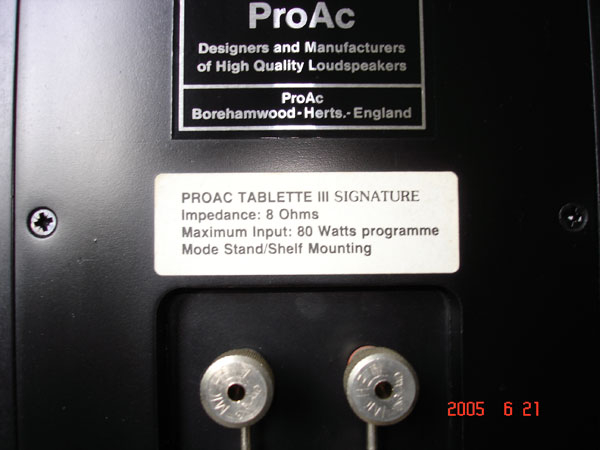 ProAc
Designers and Manufacturers
of High Quality Loudspeakers
ProAc
Borehamwood - Herts. - England
PROAC TABLETTE III SIGNATURE
Impedance: 8 Ohms
Maximum Input: 80 Watts programme
Mode Stand/Shelf Mounting
2005 6 21